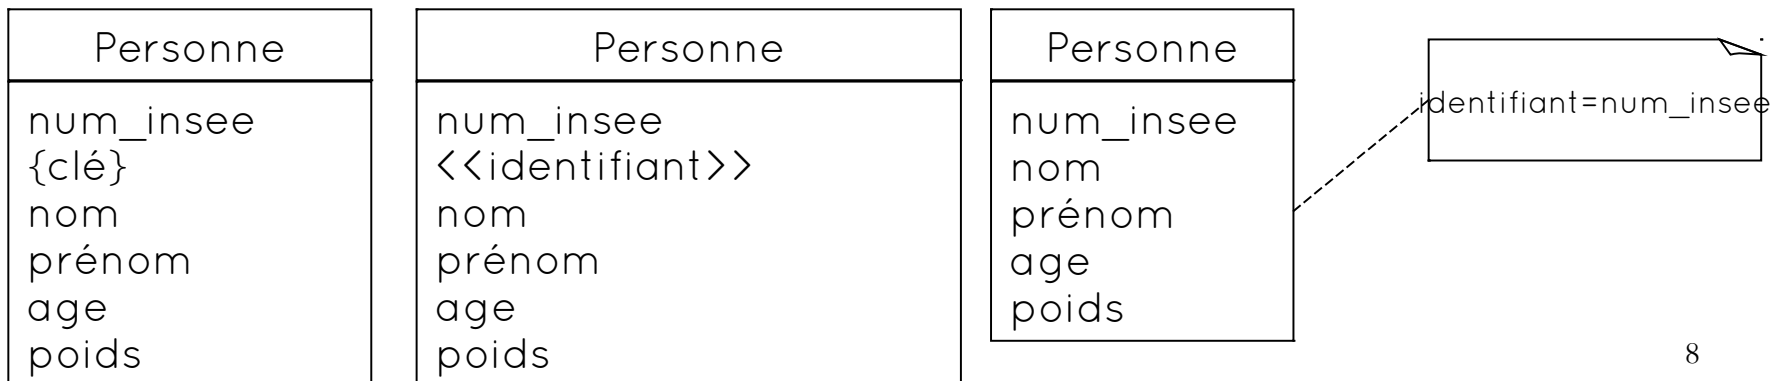 Personne
num_insee
{clé}
nom
prénom
age
poids
Personne
num_insee
<<identifiant>>
nom
prénom
age
poids
Personne
num_insee
nom
prénom
age
poids
identifiant=num_insee
8